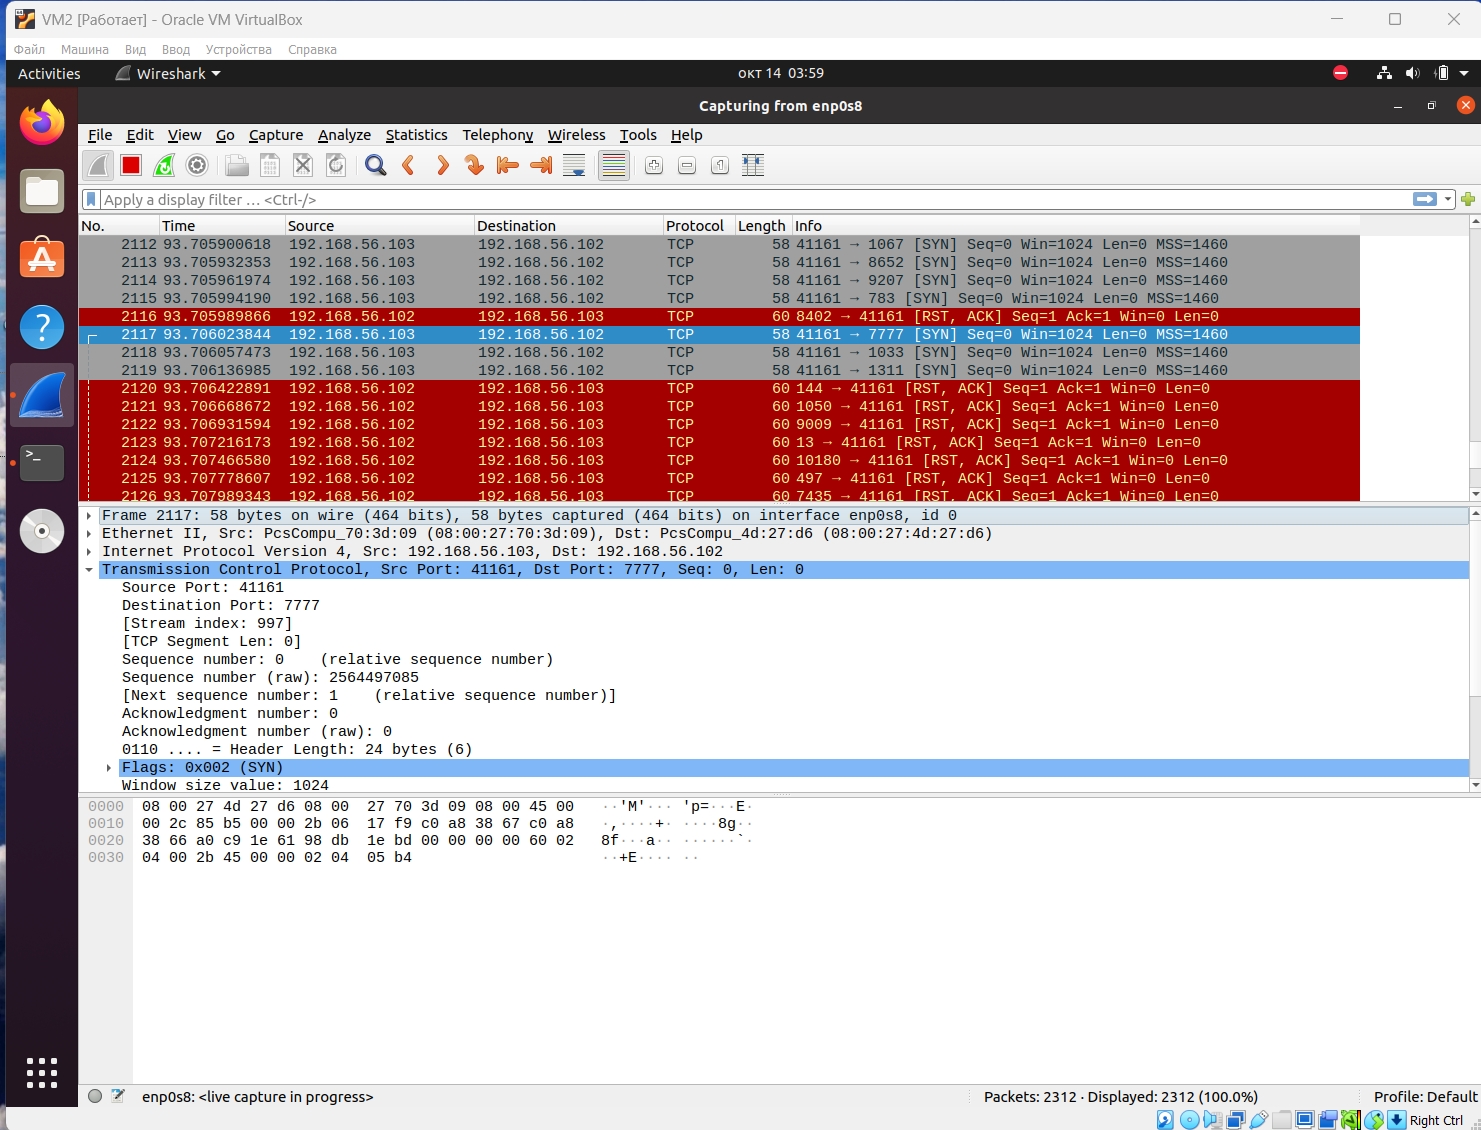 VM2 [Работает] - Oracle VM VirtualBox
Файл Машина Вид Ввод Устройства Справка
Activities Wireshark окт 14 03:59
Capturing from enp0s8
File Edit View Go Capture Analyze Statistics Telephony Wireless Tools Help
Apply a display filter … <Ctrl-/>
No. Time Source Destination Protocol Length Info
2112 93.705900618 192.168.56.103 192.168.56.102 TCP 58 41161 → 1067 [SYN] Seq=0 Win=1024 Len=0 MSS=1460
2113 93.705932353 192.168.56.103 192.168.56.102 TCP 58 41161 → 8652 [SYN] Seq=0 Win=1024 Len=0 MSS=1460
2114 93.705961974 192.168.56.103 192.168.56.102 TCP 58 41161 → 9207 [SYN] Seq=0 Win=1024 Len=0 MSS=1460
2115 93.705994190 192.168.56.103 192.168.56.102 TCP 58 41161 → 783 [SYN] Seq=0 Win=1024 Len=0 MSS=1460
2116 93.705989866 192.168.56.102 192.168.56.103 TCP 60 8402 → 41161 [RST, ACK] Seq=1 Ack=1 Win=0 Len=0
2117 93.706023844 192.168.56.103 192.168.56.102 TCP 58 41161 → 7777 [SYN] Seq=0 Win=1024 Len=0 MSS=1460
2118 93.706057473 192.168.56.103 192.168.56.102 TCP 58 41161 → 1033 [SYN] Seq=0 Win=1024 Len=0 MSS=1460
2119 93.706136985 192.168.56.103 192.168.56.102 TCP 58 41161 → 1311 [SYN] Seq=0 Win=1024 Len=0 MSS=1460
2120 93.706422891 192.168.56.102 192.168.56.103 TCP 60 144 → 41161 [RST, ACK] Seq=1 Ack=1 Win=0 Len=0
2121 93.706668672 192.168.56.102 192.168.56.103 TCP 60 1050 → 41161 [RST, ACK] Seq=1 Ack=1 Win=0 Len=0
2122 93.706931594 192.168.56.102 192.168.56.103 TCP 60 9009 → 41161 [RST, ACK] Seq=1 Ack=1 Win=0 Len=0
2123 93.707216173 192.168.56.102 192.168.56.103 TCP 60 13 → 41161 [RST, ACK] Seq=1 Ack=1 Win=0 Len=0
2124 93.707466580 192.168.56.102 192.168.56.103 TCP 60 10180 → 41161 [RST, ACK] Seq=1 Ack=1 Win=0 Len=0
2125 93.707778607 192.168.56.102 192.168.56.103 TCP 60 497 → 41161 [RST, ACK] Seq=1 Ack=1 Win=0 Len=0
2126 93.707989343 192.168.56.102 192.168.56.103 TCP 60 7435 → 41161 [RST, ACK] Seq=1 Ack=1 Win=0 Len=0
Frame 2117: 58 bytes on wire (464 bits), 58 bytes captured (464 bits) on interface enp0s8, id 0
Ethernet II, Src: PcsCompu_70:3d:09 (08:00:27:70:3d:09), Dst: PcsCompu_4d:27:d6 (08:00:27:4d:27:d6)
Internet Protocol Version 4, Src: 192.168.56.103, Dst: 192.168.56.102
Transmission Control Protocol, Src Port: 41161, Dst Port: 7777, Seq: 0, Len: 0
Source Port: 41161
Destination Port: 7777
[Stream index: 997]
[TCP Segment Len: 0]
Sequence number: 0 (relative sequence number)
Sequence number (raw): 2564497085
[Next sequence number: 1 (relative sequence number)]
Acknowledgment number: 0
Acknowledgment number (raw): 0
0110 .... = Header Length: 24 bytes (6)
Flags: 0x002 (SYN)
Window size value: 1024
0000 08 00 27 4d 27 d6 08 00 27 70 3d 09 08 00 45 00 ··'M'··· 'p=···E·
0010 00 2c 85 b5 00 00 2b 06 17 f9 c0 a8 38 67 c0 a8 ·,····+· ····8g··
0020 38 66 a0 c9 1e 61 98 db 1e bd 00 00 00 00 60 02 8f···a·· ······`·
0030 04 00 2b 45 00 00 02 04 05 b4 ··+E···· ··
enp0s8: <live capture in progress> Packets: 2312 · Displayed: 2312 (100.0%) Profile: Default
Right Ctrl